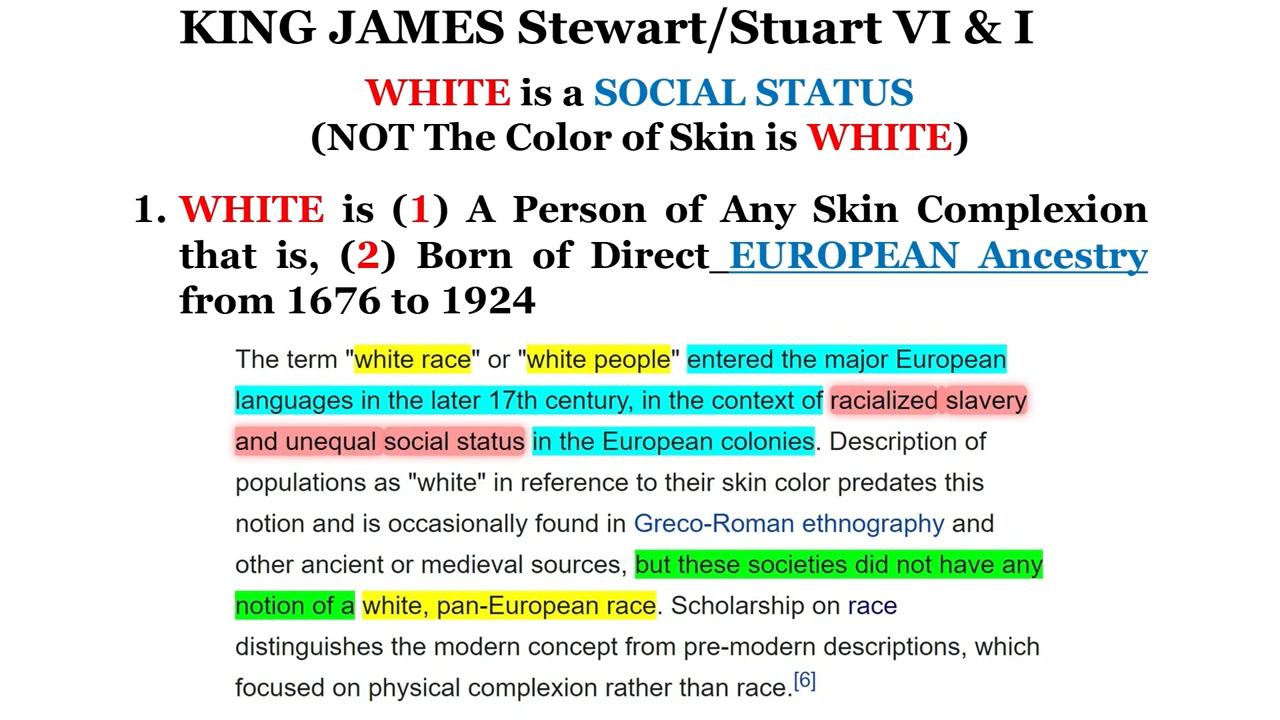 KING JAMES Stewart/Stuart VI & I
WHITE is a SOCIAL STATUS
(NOT The Color of Skin is WHITE)
1. WHITE is (1) A Person of Any Skin Complexion
that is, (2) Born of Direct EUROPEAN Ancestry
from 1676 to 1924
The term "white race" or "white people" entered the major European
languages in the later 17th century, in the context of racialized slavery
and unequal social status in the European colonies. Description of
populations as "white" in reference to their skin color predates this
notion and is occasionally found in Greco-Roman ethnography and
other ancient or medieval sources, but these societies did not have any
notion of a white, pan-European race. Scholarship on race
distinguishes the modern concept from pre-modern descriptions, which
focused on physical complexion rather than race.[6]